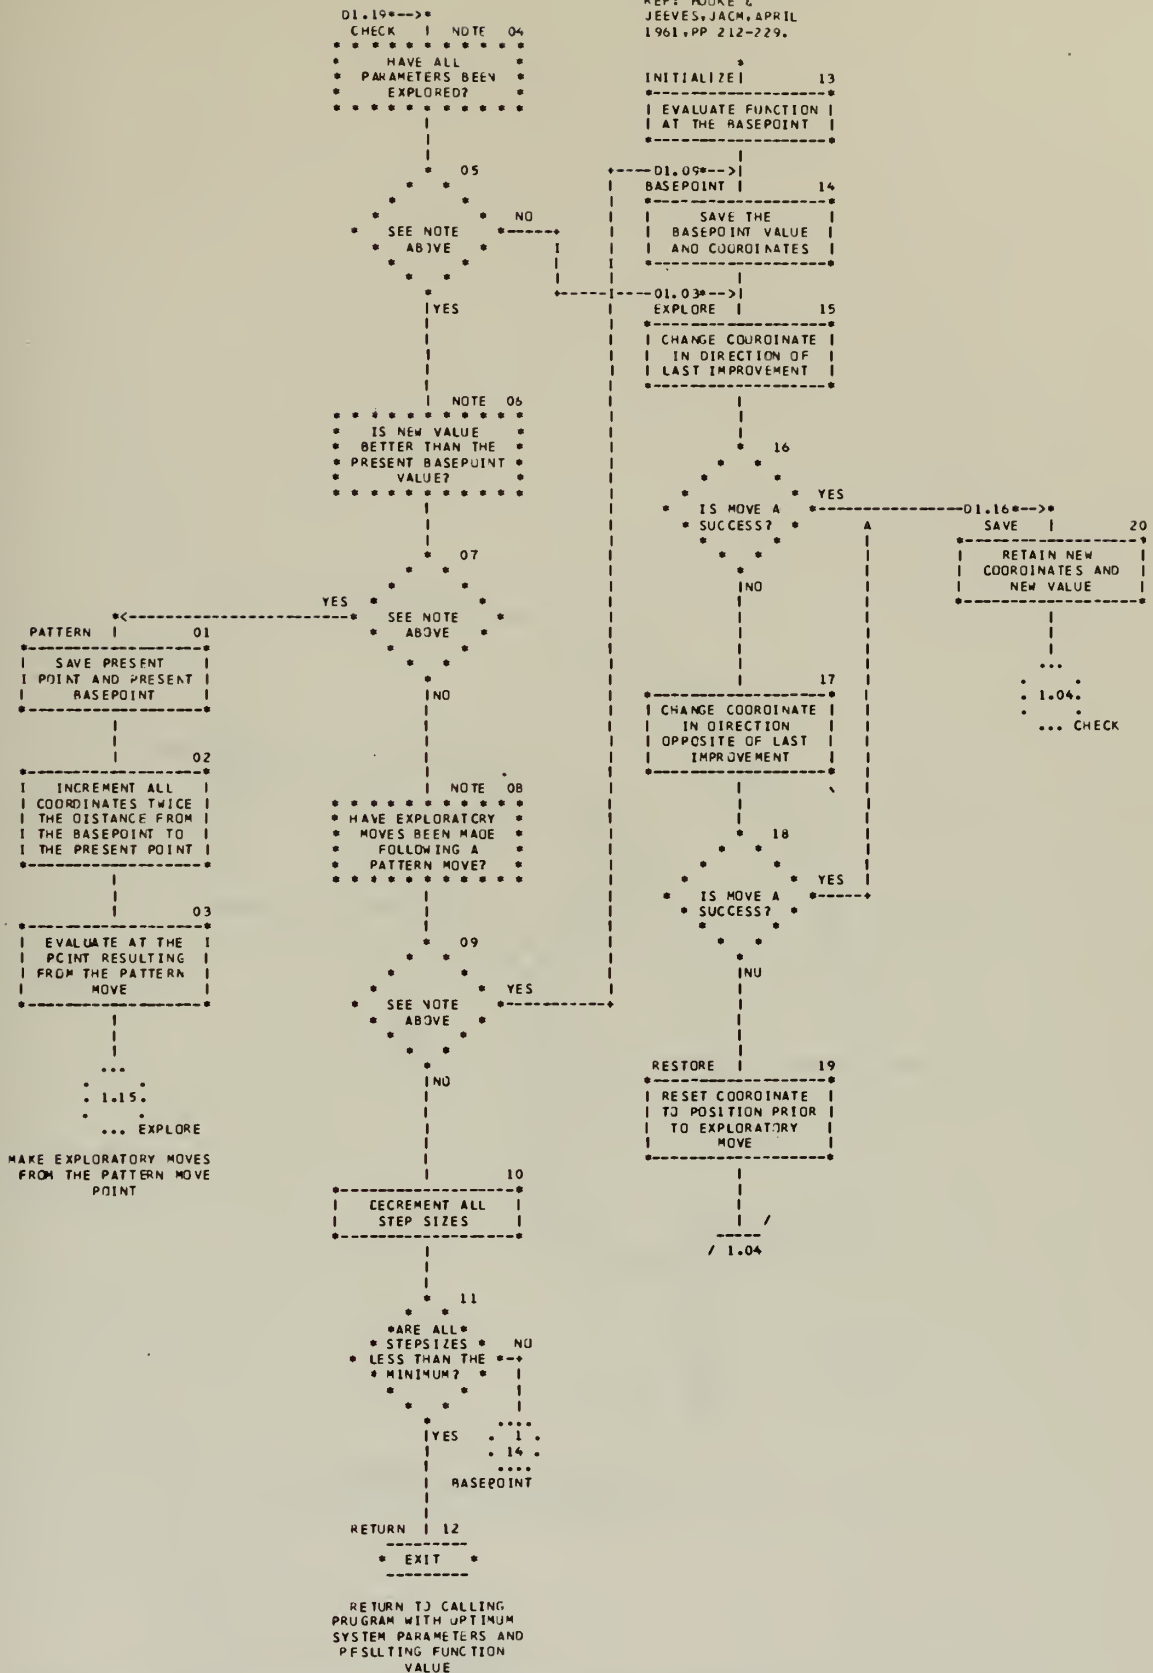 01.19*-->*
CHECK | NOTE 04
HAVE ALL
PARAMETERS BEEN
EXPLORED?
05
SEE NOTE
ABOVE
NO
YES
NOTE 06
IS NEW VALUE
BETTER THAN THE
PRESENT BASEPOINT
VALUE?
07
YES
SEE NOTE
ABOVE
NO
PATTERN | 01
SAVE PRESENT
POINT AND PRESENT
BASEPOINT
02
INCREMENT ALL
COORDINATES TWICE
THE DISTANCE FROM
THE BASEPOINT TO
THE PRESENT POINT
03
EVALUATE AT THE
POINT RESULTING
FROM THE PATTERN
MOVE
1.15.
... EXPLORE
MAKE EXPLORATORY MOVES
FROM THE PATTERN MOVE
POINT
NOTE 08
HAVE EXPLORATORY
MOVES BEEN MADE
FOLLOWING A
PATTERN MOVE?
09
YES
SEE NOTE
ABOVE
NO
10
DECREMENT ALL
STEP SIZES
11
ARE ALL
STEPSIZES
LESS THAN THE
MINIMUM?
NO
YES
1
14
BASEPOINT
RETURN | 12
EXIT
RETURN TO CALLING
PROGRAM WITH OPTIMUM
SYSTEM PARAMETERS AND
RESULTING FUNCTION
VALUE
REF: HOOKE &
JEEVES,JACM,APRIL
1961,PP 212-229.
INITIALIZE| 13
EVALUATE FUNCTION
AT THE BASEPOINT
01.09*-->|
BASEPOINT | 14
SAVE THE
BASEPOINT VALUE
AND COORDINATES
01.03*-->|
EXPLORE | 15
CHANGE COORDINATE
IN DIRECTION OF
LAST IMPROVEMENT
16
IS MOVE A
SUCCESS?
YES
NO
01.16*-->*
SAVE | 20
RETAIN NEW
COORDINATES AND
NEW VALUE
1.04.
... CHECK
17
CHANGE COORDINATE
IN DIRECTION
OPPOSITE OF LAST
IMPROVEMENT
18
IS MOVE A
SUCCESS?
YES
NO
RESTORE | 19
RESET COORDINATE
TO POSITION PRIOR
TO EXPLORATORY
MOVE
/ 1.04